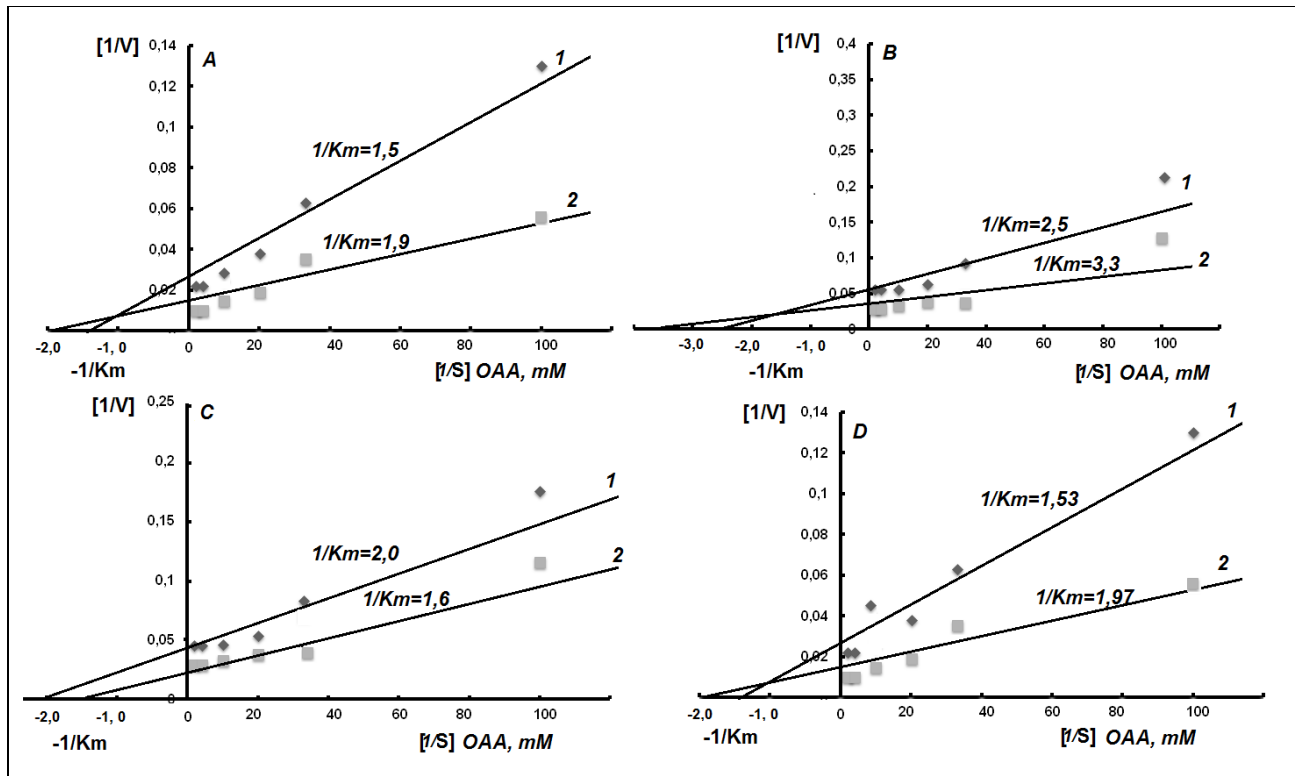 [1/V]
A
0,14
0,12
0,1
0,08
0,06
0,04
0,02
0
1/Km=1,5
1
1/Km=1,9
2
-2,0 -1, 0 0 20 40 60 80 100
-1/Km
[1/S] OAA, mM
[1/V]
B
0,4
0,35
0,3
0,25
0,2
0,15
0,1
0,05
0
1/Km=2,5
1
1/Km=3,3
2
-3,0 -2,0 -1, 0 0 20 40 60 80 100
-1/Km
[1/S] OAA, mM
[1/V]
C
0,25
0,2
0,15
0,1
0,05
0
1/Km=2,0
1
1/Km=1,6
2
-2,0 -1, 0 0 20 40 60 80 100
-1/Km
[1/S] OAA, mM
[1/V]
D
0,14
0,12
0,1
0,08
0,06
0,04
0,02
0
1/Km=1,53
1
1/Km=1,97
2
-2,0 -1, 0 0 20 40 60 80 100
-1/Km
[1/S] OAA, mM